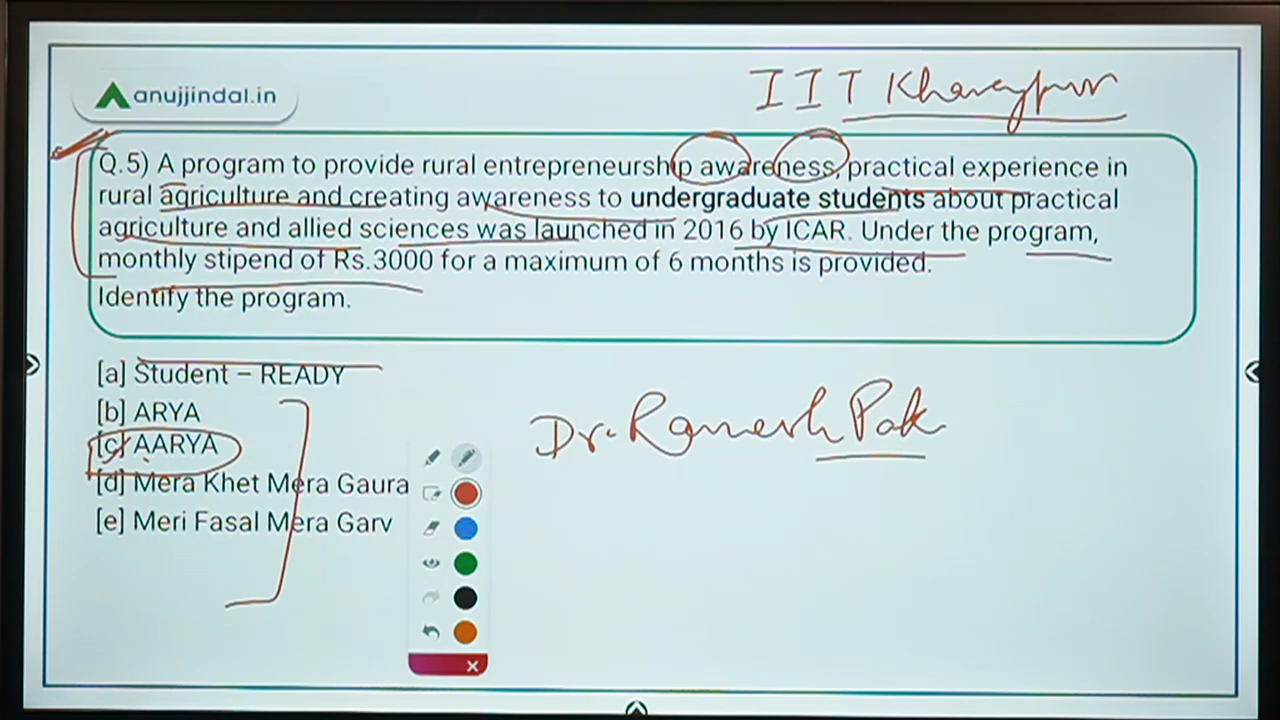 anujjindal.in
IIT Kharagpur
Q.5) A program to provide rural entrepreneurship awareness, practical experience in
rural agriculture and creating awareness to undergraduate students about practical
agriculture and allied sciences was launched in 2016 by ICAR. Under the program,
monthly stipend of Rs.3000 for a maximum of 6 months is provided.
Identify the program.
[a] Student – READY
[b] ARYA
[c] AARYA
[d] Mera Khet Mera Gaura
[e] Meri Fasal Mera Garv
Dr. Ramesh